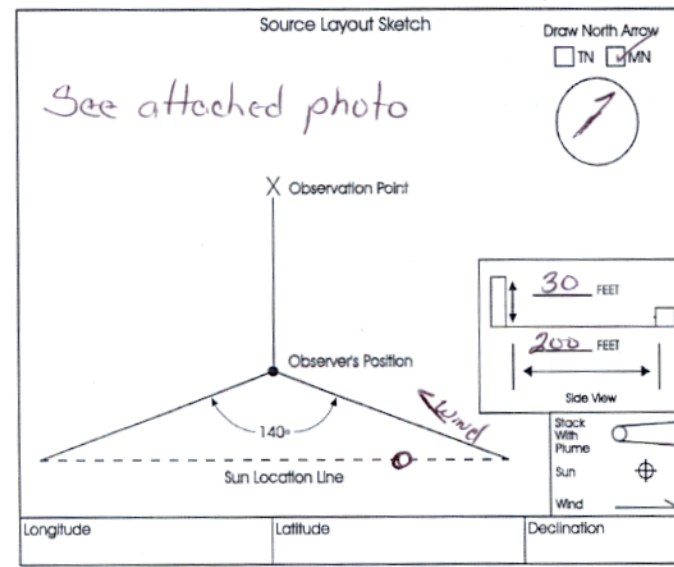 Source Layout Sketch
Draw North Arrow
TN MN
See attached photo
X Observation Point
30 FEET
200 FEET
Side View
Observer's Position
Wind
140°
Sun Location Line
Stack
With
Plume
Sun
Wind
Longitude
Latitude
Declination